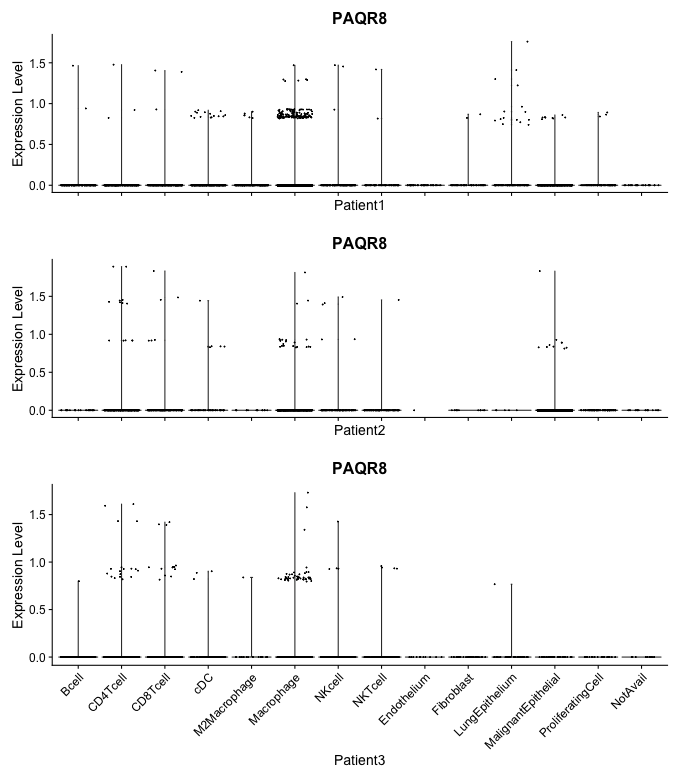 PAQR8
Expression Level
1.5
1.0
0.5
0.0
Patient1
PAQR8
Expression Level
1.5
1.0
0.5
0.0
Patient2
PAQR8
Expression Level
1.5
1.0
0.5
0.0
Bcell
CD4Tcell
CD8Tcell
cDC
M2Macrophage
Macrophage
NKcell
NKTcell
Endothelium
Fibroblast
LungEpithelium
MalignantEpithelial
ProliferatingCell
NotAvail
Patient3